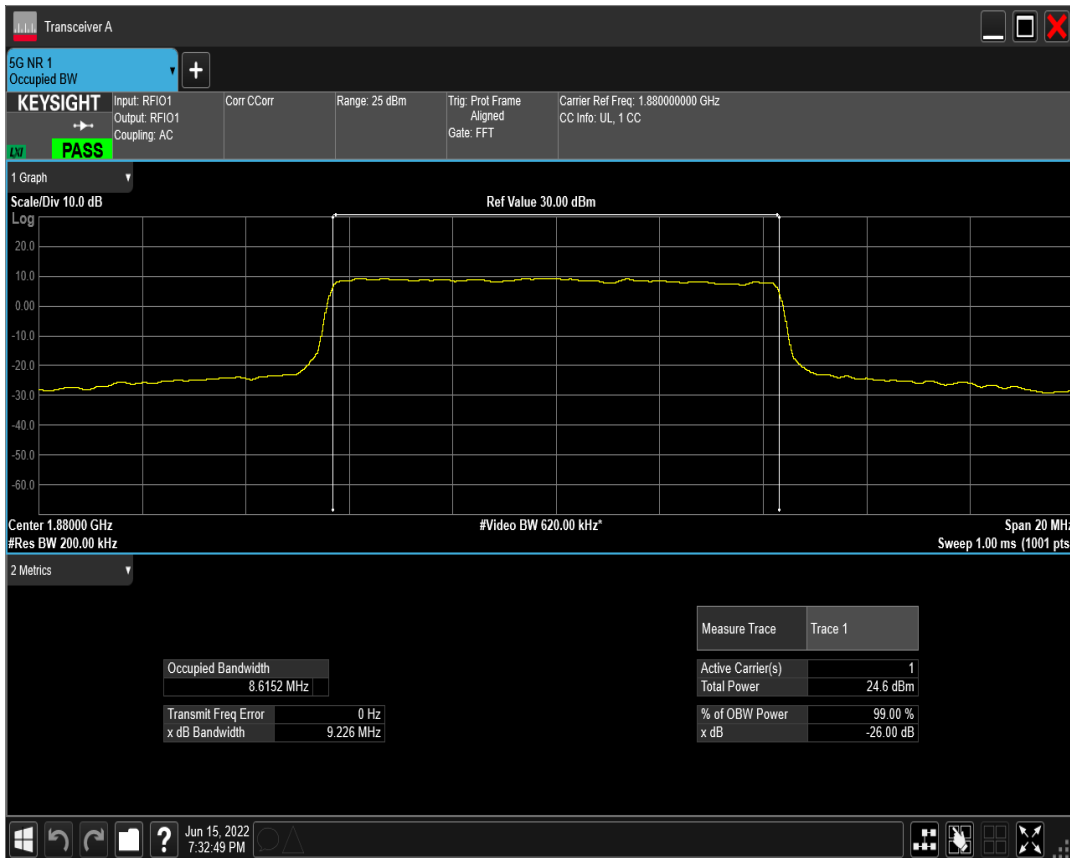 Transceiver A
5G NR 1
Occupied BW
+
KEYSIGHT
LXI
PASS
Input: RFIO1
Output: RFIO1
Coupling: AC
Corr CCorr
Range: 25 dBm
Trig: Prot Frame
Aligned
Gate: FFT
Carrier Ref Freq: 1.880000000 GHz
CC Info: UL, 1 CC
1 Graph
Scale/Div 10.0 dB
Ref Value 30.00 dBm
Log
20.0
10.0
0.00
-10.0
-20.0
-30.0
-40.0
-50.0
-60.0
Center 1.88000 GHz
#Video BW 620.00 kHz*
Span 20 MHz
#Res BW 200.00 kHz
Sweep 1.00 ms (1001 pts
2 Metrics
Measure Trace Trace 1
Occupied Bandwidth
8.6152 MHz
Active Carrier(s) 1
Total Power 24.6 dBm
Transmit Freq Error 0 Hz
x dB Bandwidth 9.226 MHz
% of OBW Power 99.00 %
x dB -26.00 dB
?
Jun 15, 2022
7:32:49 PM